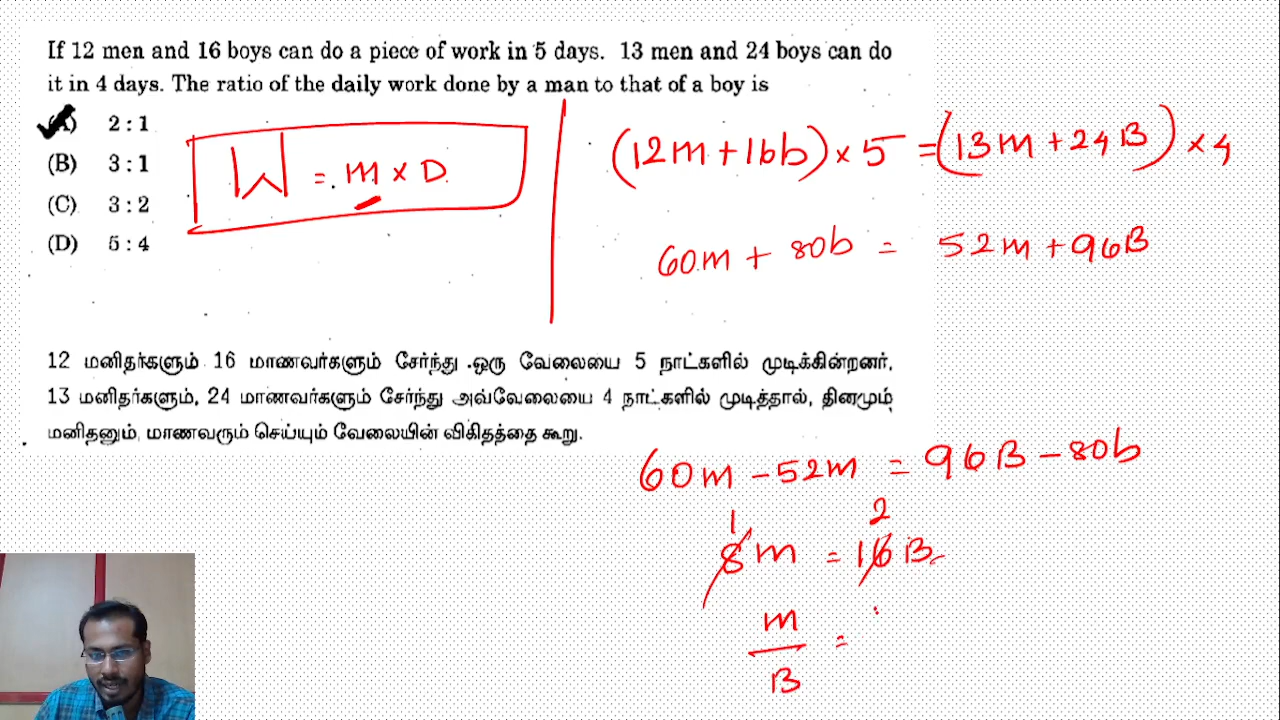 If 12 men and 16 boys can do a piece of work in 5 days. 13 men and 24 boys can do
it in 4 days. The ratio of the daily work done by a man to that of a boy is
(A) 2 : 1
(B) 3 : 1
(C) 3 : 2
(D) 5 : 4
W = m × D
(12m + 16b) × 5 = (13m + 24B) × 4
60m + 80b = 52m + 96B
12 மனிதர்களும் 16 மாணவர்களும் சேர்ந்து ஒரு வேலையை 5 நாட்களில் முடிக்கின்றனர்.
13 மனிதர்களும், 24 மாணவர்களும் சேர்ந்து அவ்வேலையை 4 நாட்களில் முடித்தால், தினமும்
மனிதனும், மாணவரும் செய்யும் வேலையின் விகிதத்தை கூறு.
60m - 52m = 96B - 80b
1 2
8m = 16B
m
=
B